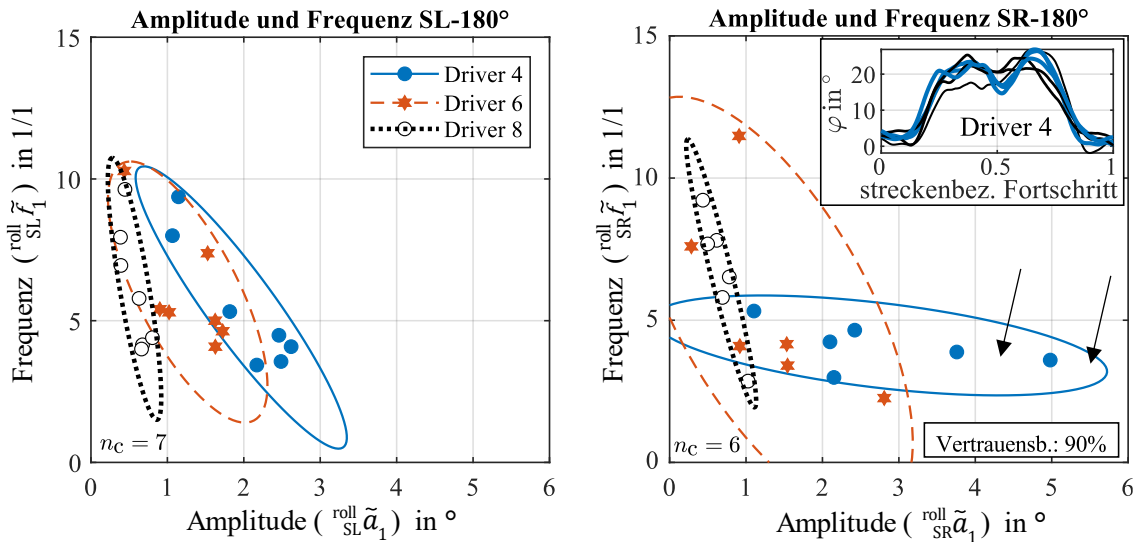 Amplitude und Frequenz SL-180°
15
10
5
0
Frequenz ( roll SL f̃ 1 ) in 1/1
Driver 4
Driver 6
Driver 8
n_C = 7
0 1 2 3 4 5 6
Amplitude ( roll SL ã 1 ) in °
Amplitude und Frequenz SR-180°
15
10
5
0
Frequenz ( roll SR f̃ 1 ) in 1/1
20
10
0
φ in °
Driver 4
0 0.5 1
streckenbez. Fortschritt
n_C = 6
Vertrauensb.: 90%
0 1 2 3 4 5 6
Amplitude ( roll SR ã 1 ) in °